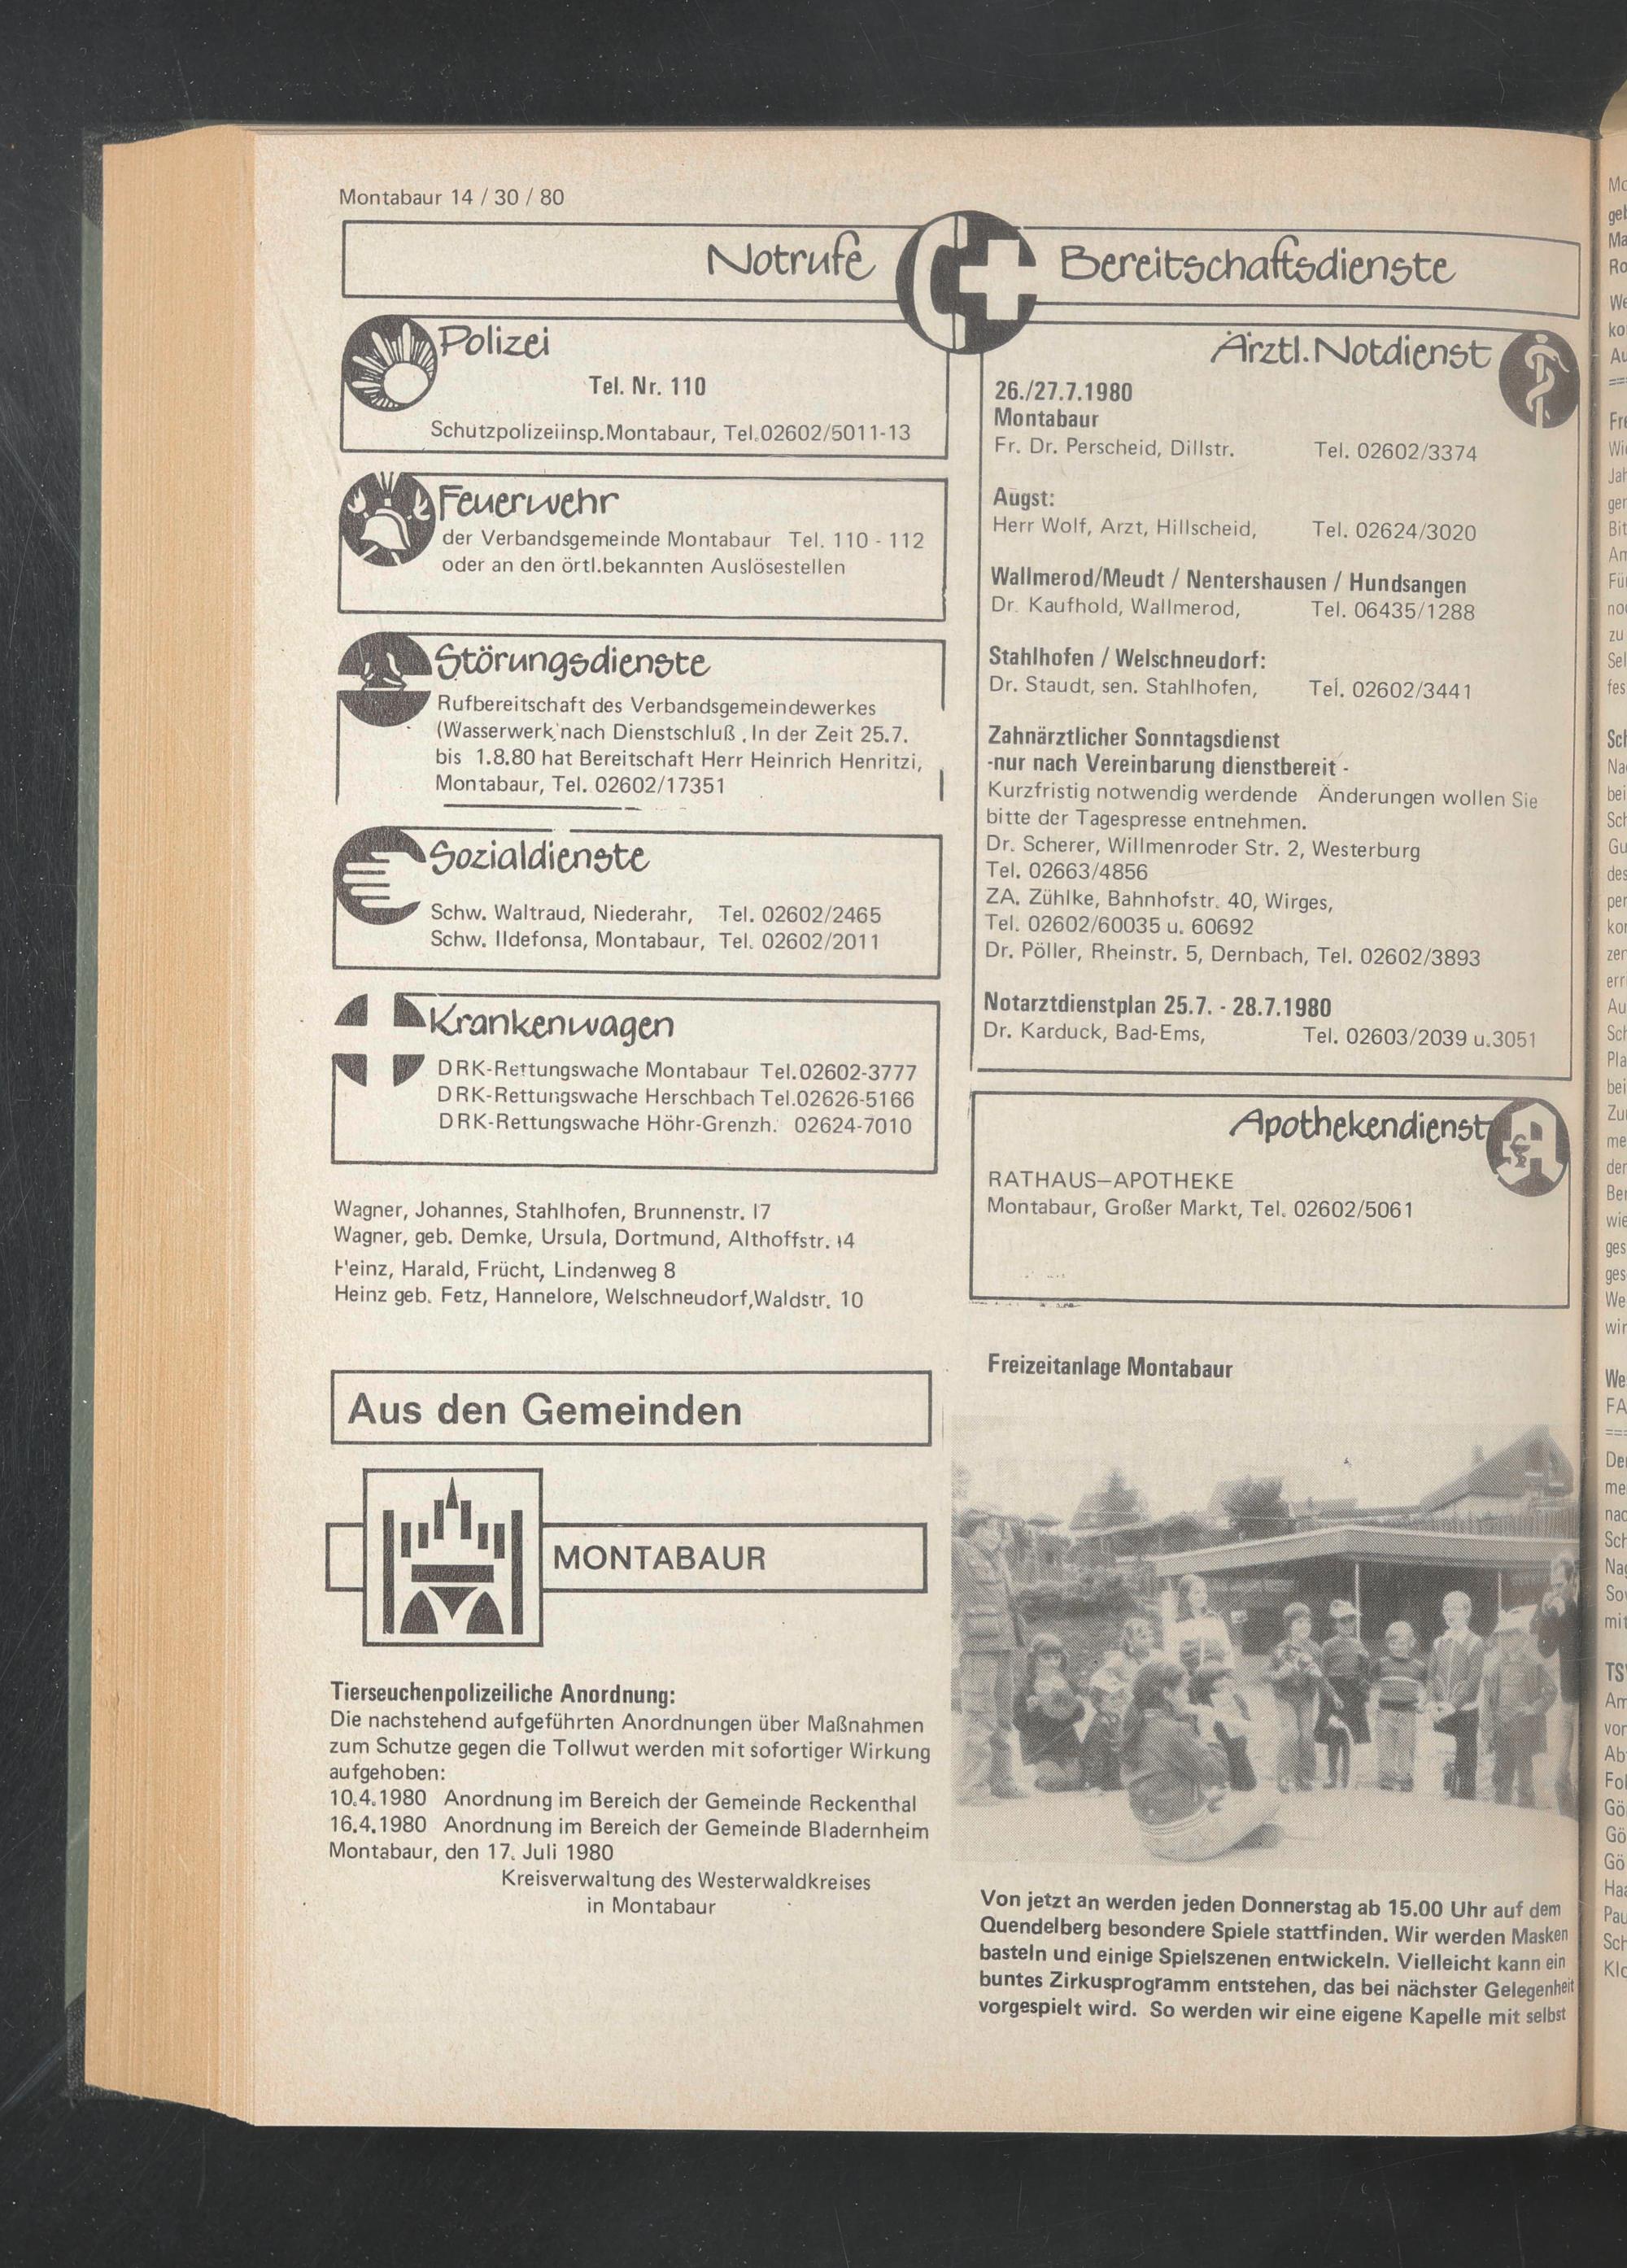 Montabaur 14 / 30 / 80
Notrufe
Bereitschaftsdienste
Polizei
Tel. Nr. 110
Schutzpolizeiinsp.Montabaur, Tel.02602/5011-13
Feuerwehr
der Verbandsgemeinde Montabaur Tel. 110 - 112
oder an den örtl.bekannten Auslösestellen
Störungsdienste
Rufbereitschaft des Verbandsgemeindewerkes
(Wasserwerk)nach Dienstschluß . In der Zeit 25.7.
bis 1.8.80 hat Bereitschaft Herr Heinrich Henritzi,
Montabaur, Tel. 02602/17351
Sozialdienste
Schw. Waltraud, Niederahr, Tel. 02602/2465
Schw. Ildefonsa, Montabaur, Tel. 02602/2011
Krankenwagen
DRK-Rettungswache Montabaur Tel.02602-3777
DRK-Rettungswache Herschbach Tel.02626-5166
DRK-Rettungswache Höhr-Grenzh. 02624-7010
Wagner, Johannes, Stahlhofen, Brunnenstr. 17
Wagner, geb. Demke, Ursula, Dortmund, Althoffstr. 14
Heinz, Harald, Frücht, Lindenweg 8
Heinz geb. Fetz, Hannelore, Welschneudorf,Waldstr. 10
Aus den Gemeinden
MONTABAUR
Tierseuchenpolizeiliche Anordnung:
Die nachstehend aufgeführten Anordnungen über Maßnahmen
zum Schutze gegen die Tollwut werden mit sofortiger Wirkung
aufgehoben:
10.4.1980 Anordnung im Bereich der Gemeinde Reckenthal
16.4.1980 Anordnung im Bereich der Gemeinde Bladernheim
Montabaur, den 17. Juli 1980
Kreisverwaltung des Westerwaldkreises
in Montabaur
Ärztl. Notdienst
26./27.7.1980
Montabaur
Fr. Dr. Perscheid, Dillstr. Tel. 02602/3374
Augst:
Herr Wolf, Arzt, Hillscheid, Tel. 02624/3020
Wallmerod/Meudt / Nentershausen / Hundsangen
Dr. Kaufhold, Wallmerod, Tel. 06435/1288
Stahlhofen / Welschneudorf:
Dr. Staudt, sen. Stahlhofen, Tel. 02602/3441
Zahnärztlicher Sonntagsdienst
-nur nach Vereinbarung dienstbereit -
Kurzfristig notwendig werdende Änderungen wollen Sie
bitte der Tagespresse entnehmen.
Dr. Scherer, Willmenroder Str. 2, Westerburg
Tel. 02663/4856
ZA. Zühlke, Bahnhofstr. 40, Wirges,
Tel. 02602/60035 u. 60692
Dr. Pöller, Rheinstr. 5, Dernbach, Tel. 02602/3893
Notarztdienstplan 25.7. - 28.7.1980
Dr. Karduck, Bad-Ems, Tel. 02603/2039 u.3051
Apothekendienst
RATHAUS–APOTHEKE
Montabaur, Großer Markt, Tel. 02602/5061
Freizeitanlage Montabaur
Von jetzt an werden jeden Donnerstag ab 15.00 Uhr auf dem
Quendelberg besondere Spiele stattfinden. Wir werden Masken
basteln und einige Spielszenen entwickeln. Vielleicht kann ein
buntes Zirkusprogramm entstehen, das bei nächster Gelegenheit
vorgespielt wird. So werden wir eine eigene Kapelle mit selbst